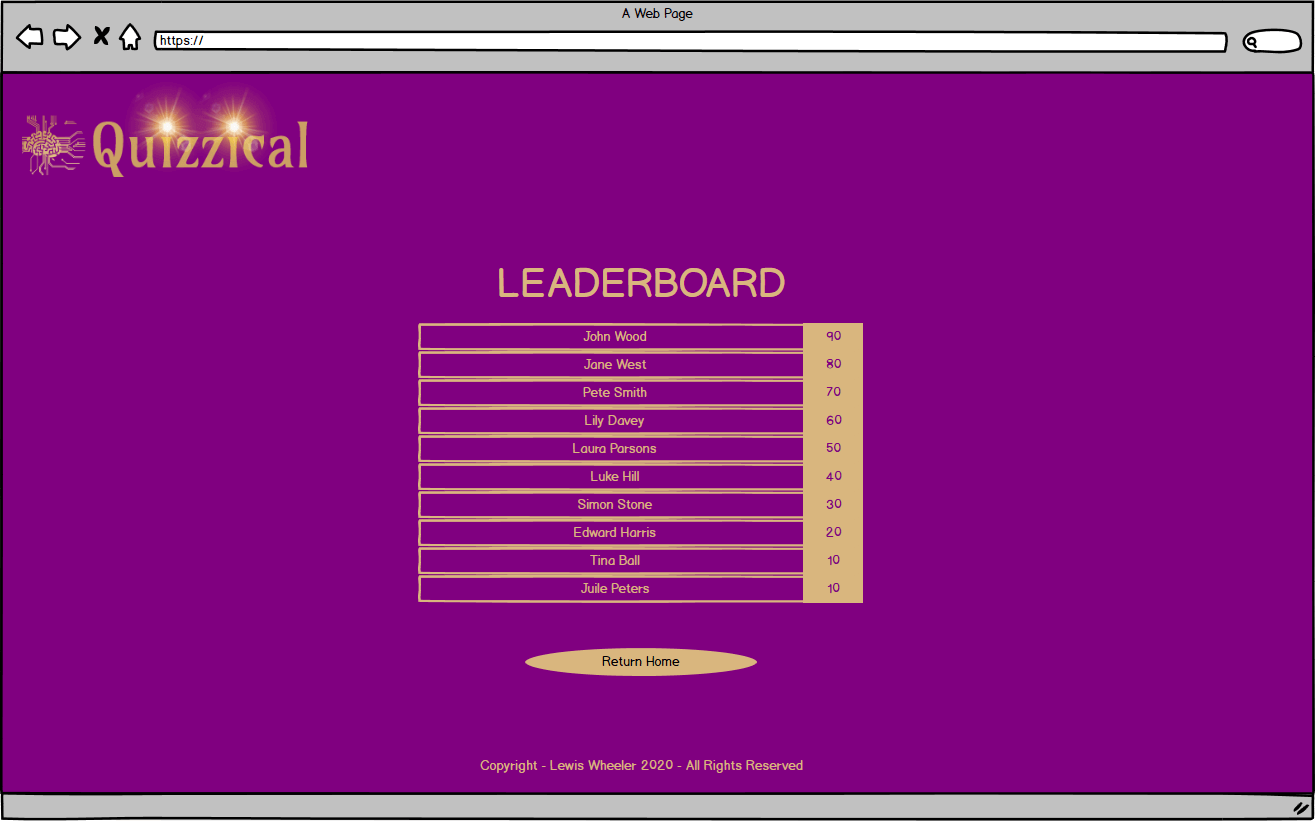 A Web Page
https://
Quizzical
LEADERBOARD
John Wood 90
Jane West 80
Pete Smith 70
Lily Davey 60
Laura Parsons 50
Luke Hill 40
Simon Stone 30
Edward Harris 20
Tina Ball 10
Juile Peters 10
Return Home
Copyright - Lewis Wheeler 2020 - All Rights Reserved